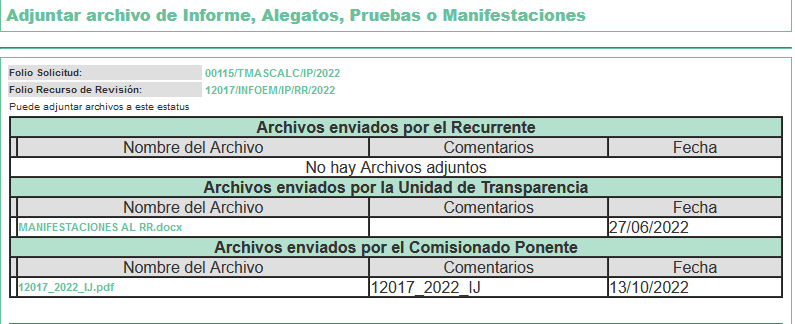 Adjuntar archivo de Informe, Alegatos, Pruebas o Manifestaciones
Folio Solicitud: 00115/TMASCALC/IP/2022
Folio Recurso de Revisión: 12017/INFOEM/IP/RR/2022
Puede adjuntar archivos a este estatus
Archivos enviados por el Recurrente
Nombre del Archivo Comentarios Fecha
No hay Archivos adjuntos
Archivos enviados por la Unidad de Transparencia
Nombre del Archivo Comentarios Fecha
MANIFESTACIONES AL RR.docx 27/06/2022
Archivos enviados por el Comisionado Ponente
Nombre del Archivo Comentarios Fecha
12017_2022_IJ.pdf 12017_2022_IJ 13/10/2022